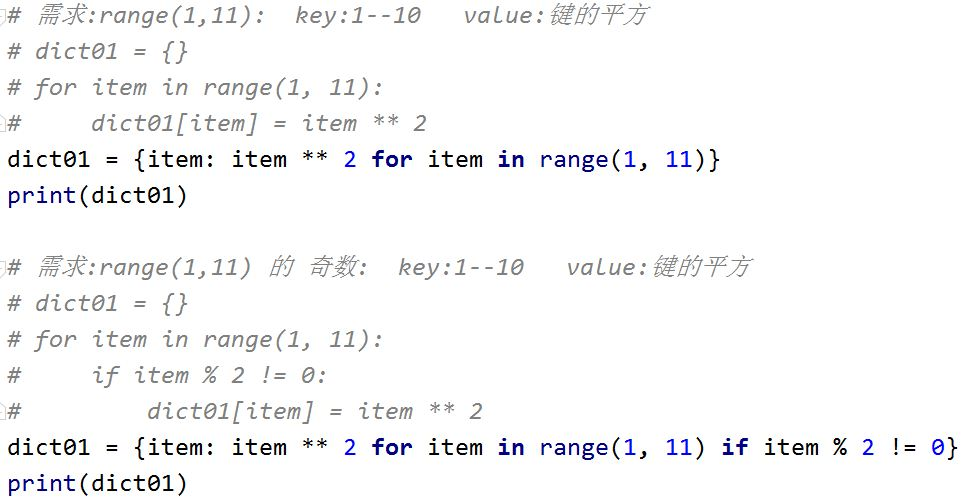 # 需求:range(1,11):  key:1--10   value:键的平方
# dict01 = {}
# for item in range(1, 11):
#     dict01[item] = item ** 2
dict01 = {item: item ** 2 for item in range(1, 11)}
print(dict01)
# 需求:range(1,11) 的 奇数:  key:1--10   value:键的平方
# dict01 = {}
# for item in range(1, 11):
#     if item % 2 != 0:
#         dict01[item] = item ** 2
dict01 = {item: item ** 2 for item in range(1, 11) if item % 2 != 0}
print(dict01)